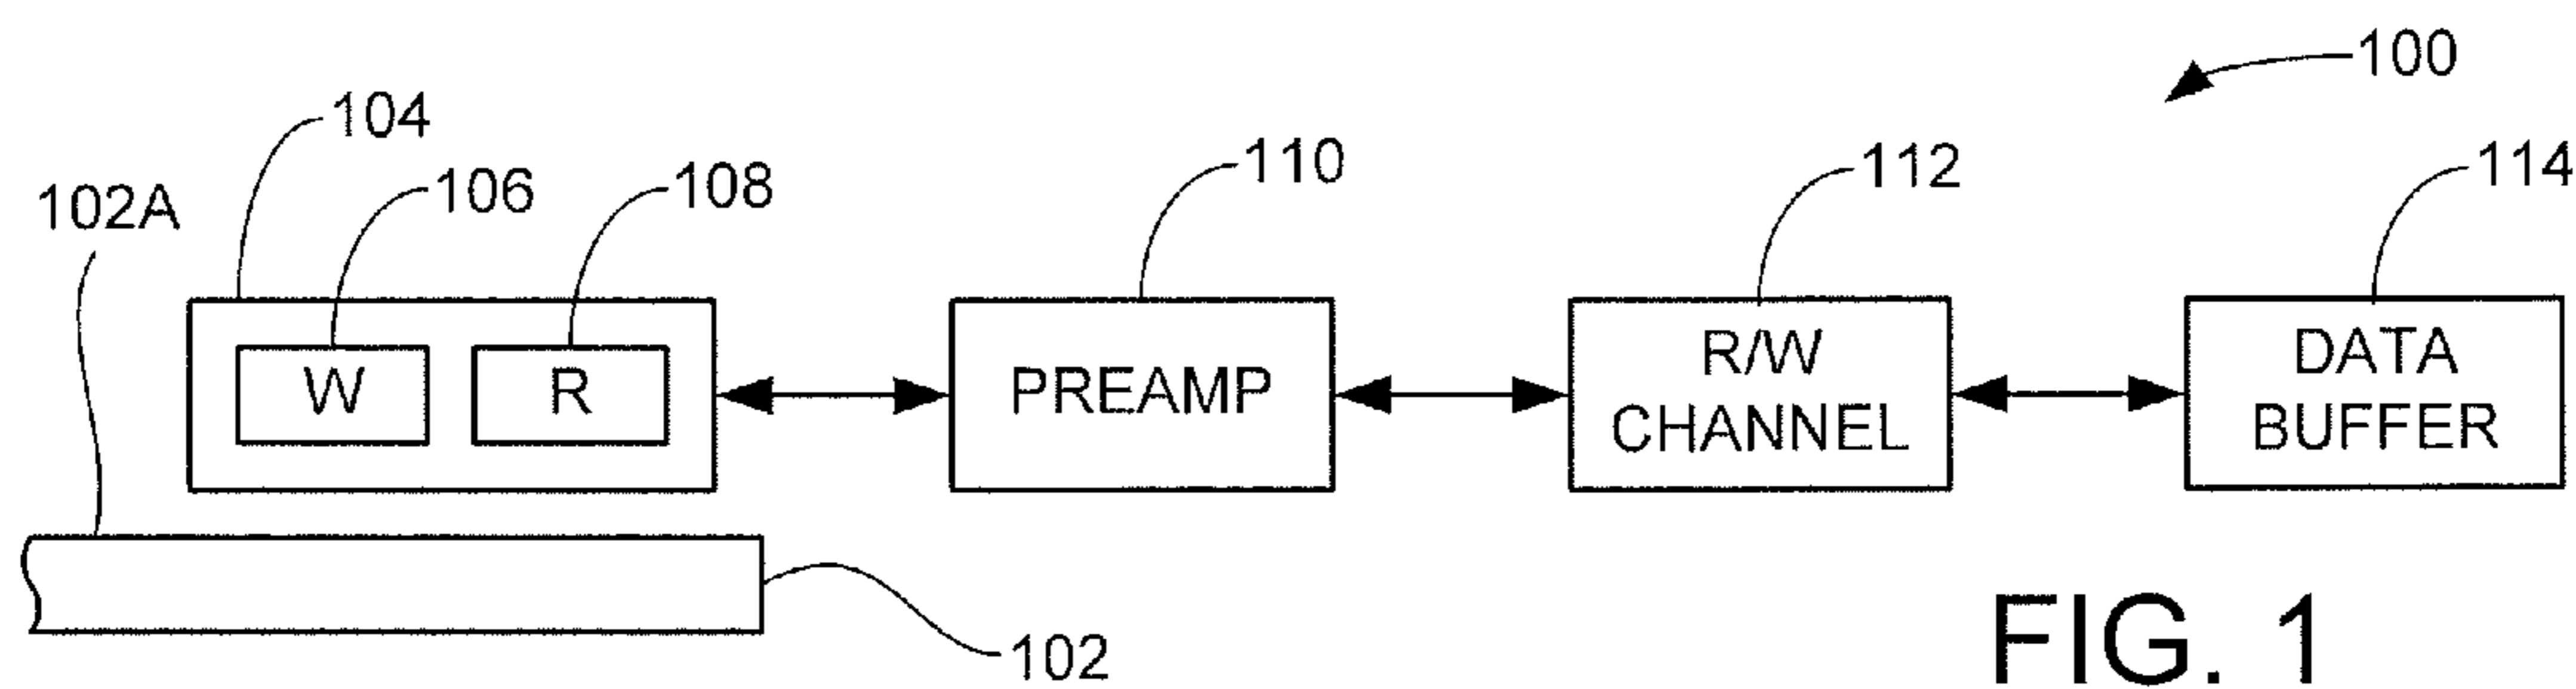 100
104
110
112
114
106
108
102A
W
R
PREAMP
R/W
CHANNEL
DATA
BUFFER
102
FIG. 1